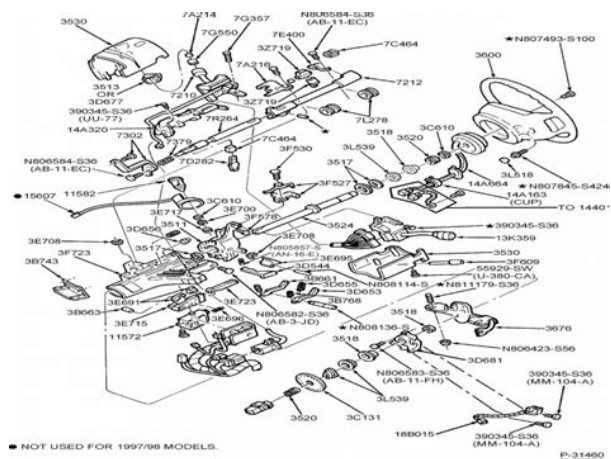 7A214
3530
7G357
N806584-S36
(AB-11-EC)
7G550
7E400
3Z719
7C464
★N807493-S100
7A216
3600
3513
OR
3D677
7210
7212
390345-S36
(UU-77)
3Z719
14A320
7R264
7L278
7302
7379
7C464
3518
3520
3C610
3L539
N806584-S36
(AB-11-EC)
7D282
3F530
3517
3L518
14A664
★N807845-S424
● 15607
11582
3F527
14A163
(CUP)
3C610
3E717
3E700
TO 14401
3F578
3511
3524
★390345-S36
3D656
3E708
3E708
13K359
3517
N805857-S
(AN-16-E)
3E695
3F723
3530
3D544
3B743
3F609
3B661
55929-SW
(U-380-CA)
3D655
3D653
N808114-S
★N811179-S36
3E691
3E723
3B768
3B663
3518
3E715
3E696
N806582-S36
(AB-3-JD)
★N808136-S
3676
11572
3518
N806423-S56
3D681
N806583-S36
(AB-11-FH)
390345-S36
(MM-104-A)
3L539
3520
3C131
18B015
390345-S36
(MM-104-A)
● NOT USED FOR 1997/98 MODELS.
P-31460